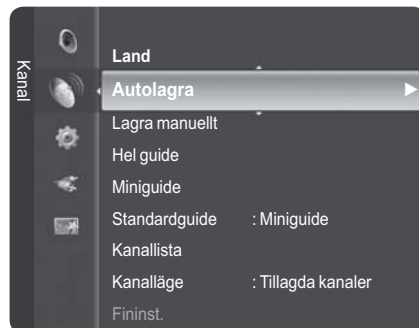 Kanal
Land
Autolagra
Lagra manuellt
Hel guide
Miniguide
Standardguide : Miniguide
Kanallista
Kanalläge : Tillagda kanaler
Fininst.